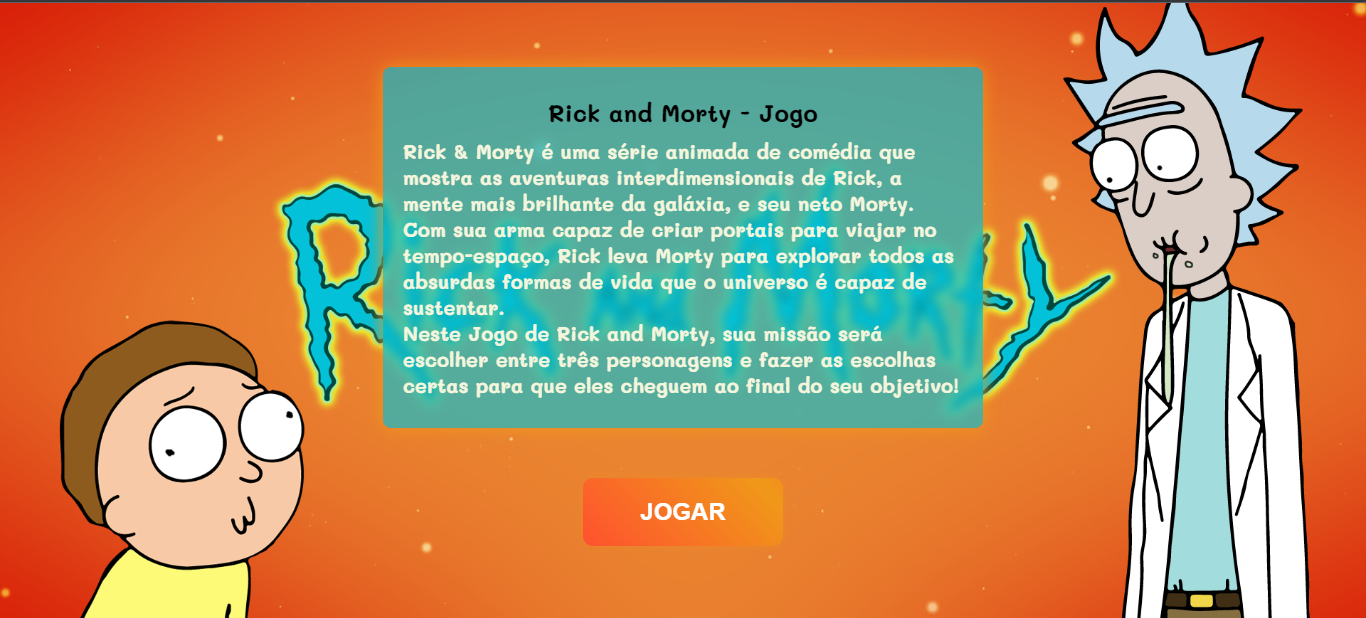 Rick and Morty - Jogo
Rick & Morty é uma série animada de comédia que
mostra as aventuras interdimensionais de Rick, a
mente mais brilhante da galáxia, e seu neto Morty.
Com sua arma capaz de criar portais para viajar no
tempo-espaço, Rick leva Morty para explorar todos as
absurdas formas de vida que o universo é capaz de
sustentar.
Neste Jogo de Rick and Morty, sua missão será
escolher entre três personagens e fazer as escolhas
certas para que eles cheguem ao final do seu objetivo!
Rick and Morty
JOGAR